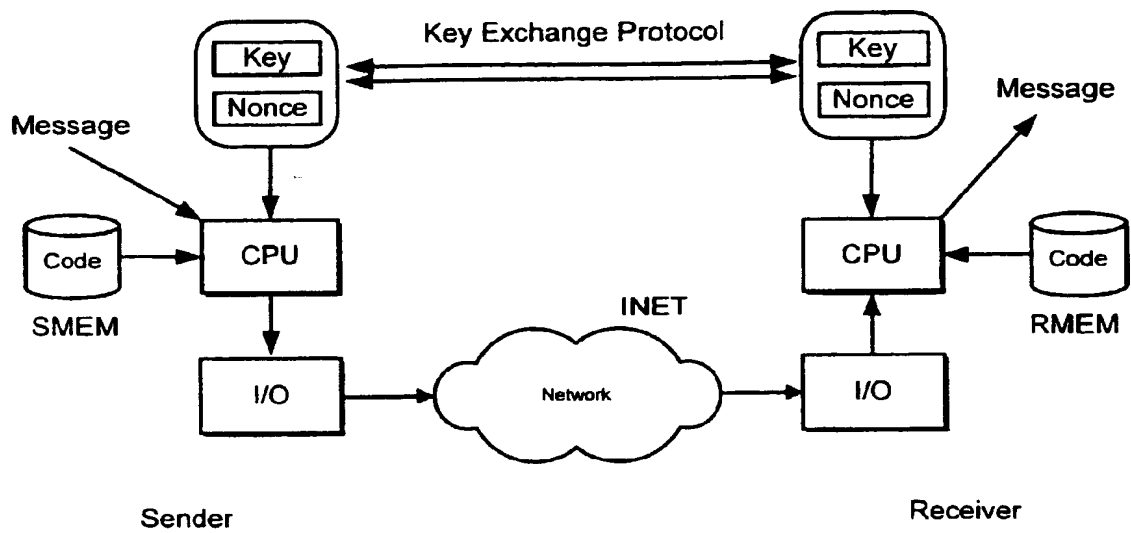 Key Exchange Protocol
Key
Nonce
Key
Nonce
Message
Message
Code
CPU
CPU
Code
SMEM
INET
RMEM
I/O
Network
I/O
Sender
Receiver